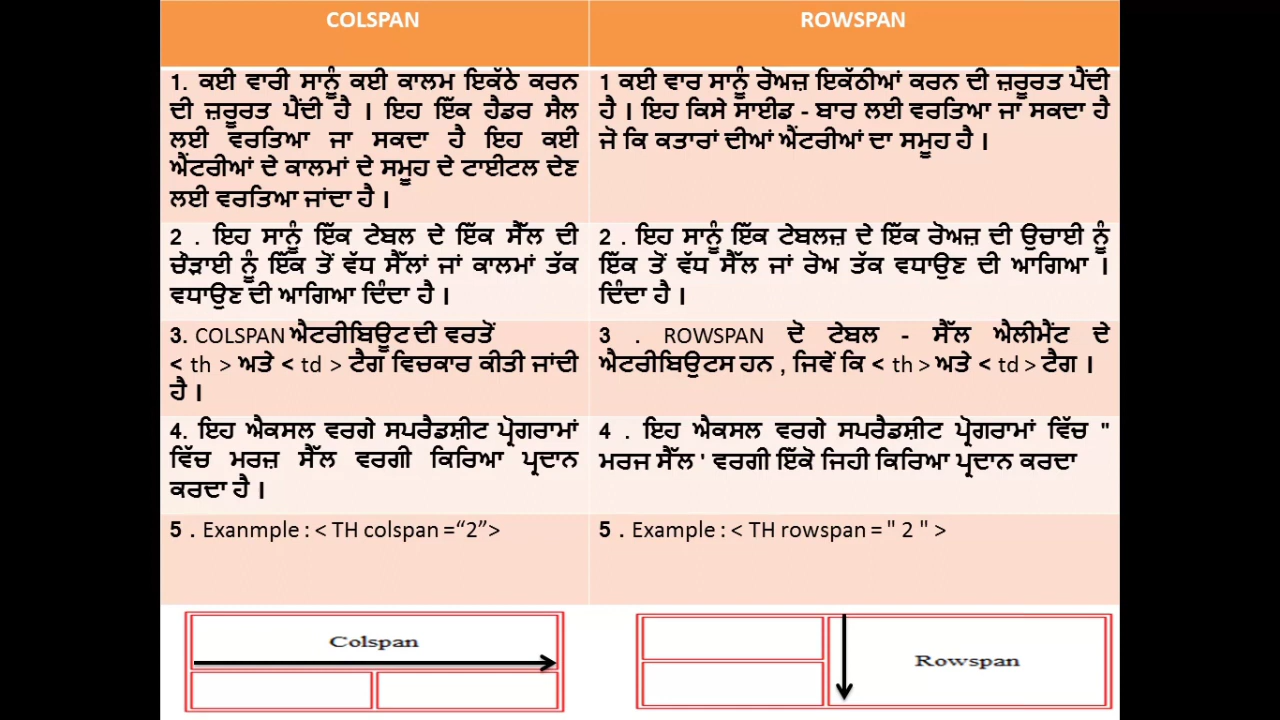 COLSPAN
ROWSPAN
1. ਕਈ ਵਾਰੀ ਸਾਨੂੰ ਕਈ ਕਾਲਮ ਇਕੱਠੇ ਕਰਨ
ਦੀ ਜ਼ਰੂਰਤ ਪੈਂਦੀ ਹੈ । ਇਹ ਇੱਕ ਹੈਡਰ ਸੈਲ
ਲਈ ਵਰਤਿਆ ਜਾ ਸਕਦਾ ਹੈ ਇਹ ਕਈ
ਐਂਟਰੀਆਂ ਦੇ ਕਾਲਮਾਂ ਦੇ ਸਮੂਹ ਦੇ ਟਾਈਟਲ ਦੇਣ
ਲਈ ਵਰਤਿਆ ਜਾਂਦਾ ਹੈ ।
1 ਕਈ ਵਾਰ ਸਾਨੂੰ ਰੋਅਜ਼ ਇਕੱਠੀਆਂ ਕਰਨ ਦੀ ਜ਼ਰੂਰਤ ਪੈਂਦੀ
ਹੈ । ਇਹ ਕਿਸੇ ਸਾਈਡ - ਬਾਰ ਲਈ ਵਰਤਿਆ ਜਾ ਸਕਦਾ ਹੈ
ਜੋ ਕਿ ਕਤਾਰਾਂ ਦੀਆਂ ਐਂਟਰੀਆਂ ਦਾ ਸਮੂਹ ਹੈ ।
2 . ਇਹ ਸਾਨੂੰ ਇੱਕ ਟੇਬਲ ਦੇ ਇੱਕ ਸੈੱਲ ਦੀ
ਚੌੜਾਈ ਨੂੰ ਇੱਕ ਤੋਂ ਵੱਧ ਸੈੱਲਾਂ ਜਾਂ ਕਾਲਮਾਂ ਤੱਕ
ਵਧਾਉਣ ਦੀ ਆਗਿਆ ਦਿੰਦਾ ਹੈ ।
2 . ਇਹ ਸਾਨੂੰ ਇੱਕ ਟੇਬਲਜ਼ ਦੇ ਇੱਕ ਰੋਅਜ਼ ਦੀ ਉਚਾਈ ਨੂੰ
ਇੱਕ ਤੋਂ ਵੱਧ ਸੈੱਲ ਜਾਂ ਰੋਅ ਤੱਕ ਵਧਾਉਣ ਦੀ ਆਗਿਆ ।
ਦਿੰਦਾ ਹੈ ।
3. COLSPAN ਐਟਰੀਬਿਊਟ ਦੀ ਵਰਤੋਂ
< th > ਅਤੇ < td > ਟੈਗ ਵਿਚਕਾਰ ਕੀਤੀ ਜਾਂਦੀ
ਹੈ ।
3 . ROWSPAN ਦੋ ਟੇਬਲ - ਸੈੱਲ ਐਲੀਮੈਂਟ ਦੇ
ਐਟਰੀਬਿਉਟਸ ਹਨ , ਜਿਵੇਂ ਕਿ < th > ਅਤੇ < td > ਟੈਗ ।
4. ਇਹ ਐਕਸਲ ਵਰਗੇ ਸਪਰੈਡਸ਼ੀਟ ਪ੍ਰੋਗਰਾਮਾਂ
ਵਿੱਚ ਮਰਜ਼ ਸੈੱਲ ਵਰਗੀ ਕਿਰਿਆ ਪ੍ਰਦਾਨ
ਕਰਦਾ ਹੈ ।
4 . ਇਹ ਐਕਸਲ ਵਰਗੇ ਸਪਰੈਡਸ਼ੀਟ ਪ੍ਰੋਗਰਾਮਾਂ ਵਿੱਚ "
ਮਰਜ ਸੈੱਲ ' ਵਰਗੀ ਇੱਕੋ ਜਿਹੀ ਕਿਰਿਆ ਪ੍ਰਦਾਨ ਕਰਦਾ
5 . Exanmple : < TH colspan =“2”>
5 . Example : < TH rowspan = " 2 " >
Colspan
Rowspan